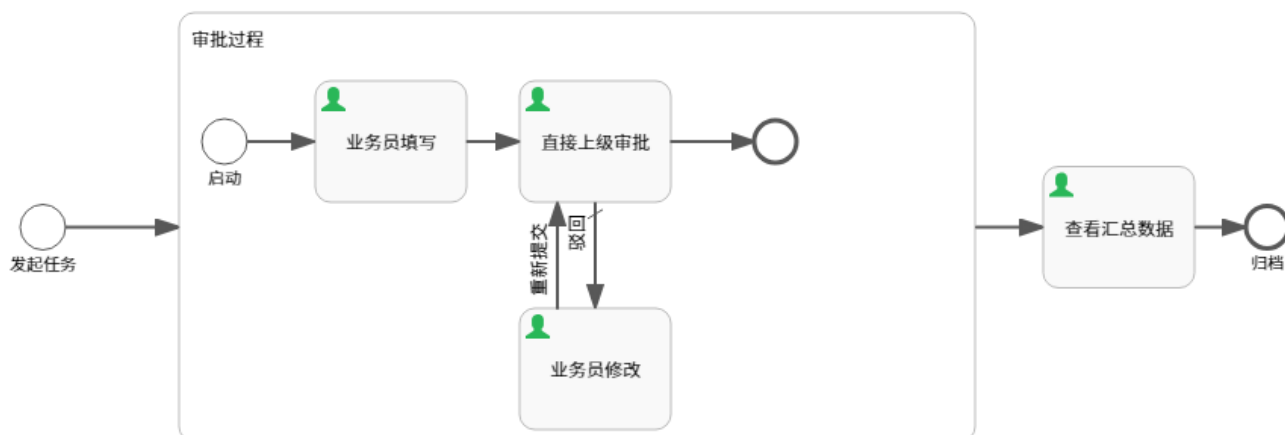 审批过程
业务员填写
直接上级审批
启动
发起任务
重新提交
驳回
业务员修改
查看汇总数据
归档